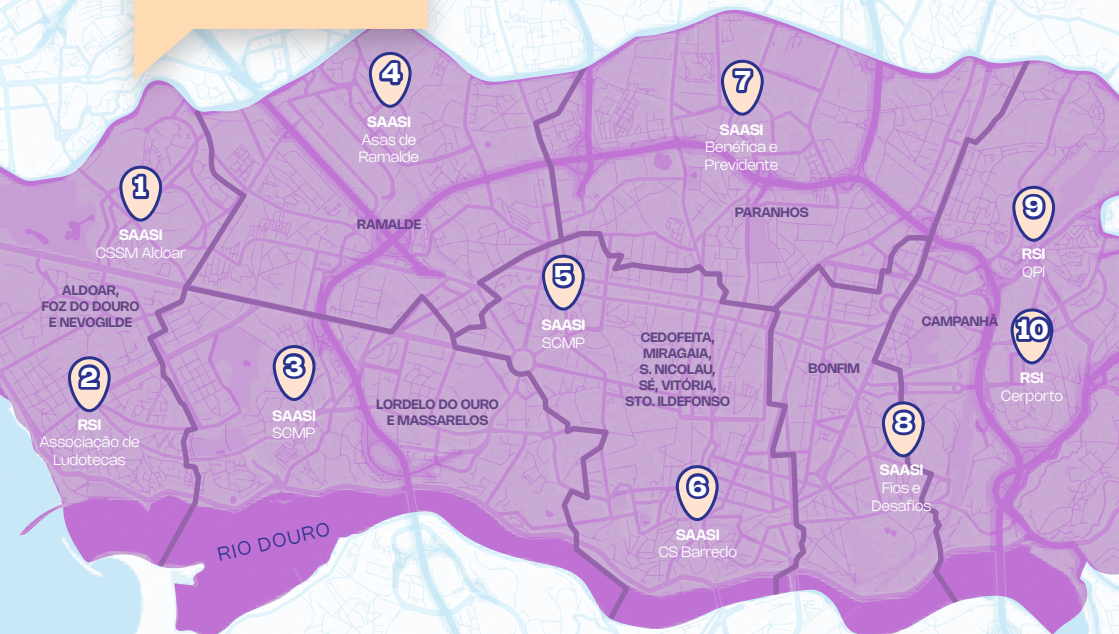 4
SAASI
Asas de
Ramalde
7
SAASI
Benéfica e
Previdente
1
SAASI
CSSM Aldoar
RAMALDE
PARANHOS
9
RSI
QPI
ALDOAR,
FOZ DO DOURO
E NEVOGILDE
5
SAASI
SCMP
CEDOFEITA,
MIRAGAIA,
S. NICOLAU,
SÉ, VITÓRIA,
STO. ILDEFONSO
BONFIM
CAMPANHÃ
10
RSI
Cerporto
2
RSI
Associação de
Ludotecas
3
SAASI
SCMP
LORDELO DO OURO
E MASSARELOS
8
SAASI
Fios e
Desafios
6
SAASI
CS Barredo
RIO DOURO